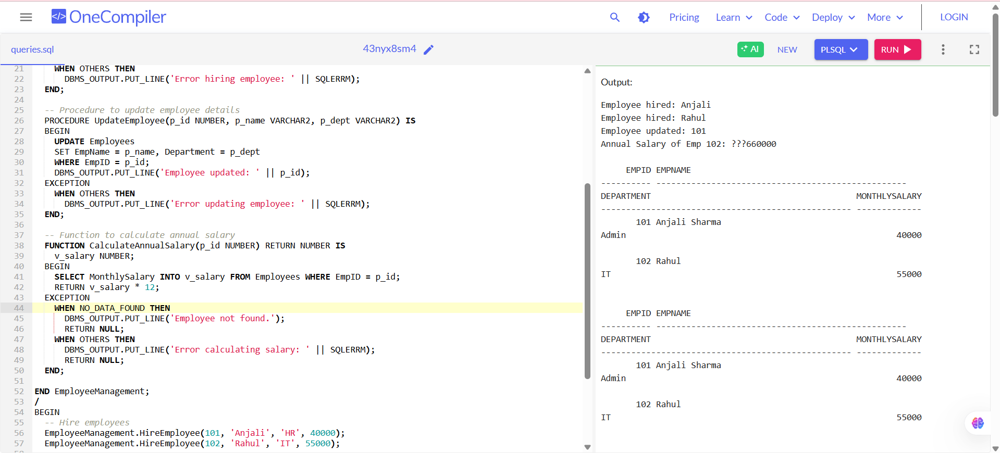 OneCompiler
Pricing
Learn
Code
Deploy
More
LOGIN
queries.sql
43nyx8sm4
AI
NEW
PLSQL
RUN
21 WHEN OTHERS THEN
22 DBMS_OUTPUT.PUT_LINE('Error hiring employee: ' || SQLERRM);
23 END;
24
25 -- Procedure to update employee details
26 PROCEDURE UpdateEmployee(p_id NUMBER, p_name VARCHAR2, p_dept VARCHAR2) IS
27 BEGIN
28 UPDATE Employees
29 SET EmpName = p_name, Department = p_dept
30 WHERE EmpID = p_id;
31 DBMS_OUTPUT.PUT_LINE('Employee updated: ' || p_id);
32 EXCEPTION
33 WHEN OTHERS THEN
34 DBMS_OUTPUT.PUT_LINE('Error updating employee: ' || SQLERRM);
35 END;
36
37 -- Function to calculate annual salary
38 FUNCTION CalculateAnnualSalary(p_id NUMBER) RETURN NUMBER IS
39 v_salary NUMBER;
40 BEGIN
41 SELECT MonthlySalary INTO v_salary FROM Employees WHERE EmpID = p_id;
42 RETURN v_salary * 12;
43 EXCEPTION
44 WHEN NO_DATA_FOUND THEN
45 DBMS_OUTPUT.PUT_LINE('Employee not found.');
46 RETURN NULL;
47 WHEN OTHERS THEN
48 DBMS_OUTPUT.PUT_LINE('Error calculating salary: ' || SQLERRM);
49 RETURN NULL;
50 END;
51
52 END EmployeeManagement;
53 /
54 BEGIN
55 -- Hire employees
56 EmployeeManagement.HireEmployee(101, 'Anjali', 'HR', 40000);
57 EmployeeManagement.HireEmployee(102, 'Rahul', 'IT', 55000);
Output:
Employee hired: Anjali
Employee hired: Rahul
Employee updated: 101
Annual Salary of Emp 102: ???660000
EMPID EMPNAME
---------- --------------------------------------------------
DEPARTMENT MONTHLYSALARY
-------------------------------------------------- -------------
101 Anjali Sharma
Admin 40000
102 Rahul
IT 55000
EMPID EMPNAME
---------- --------------------------------------------------
DEPARTMENT MONTHLYSALARY
-------------------------------------------------- -------------
101 Anjali Sharma
Admin 40000
102 Rahul
IT 55000